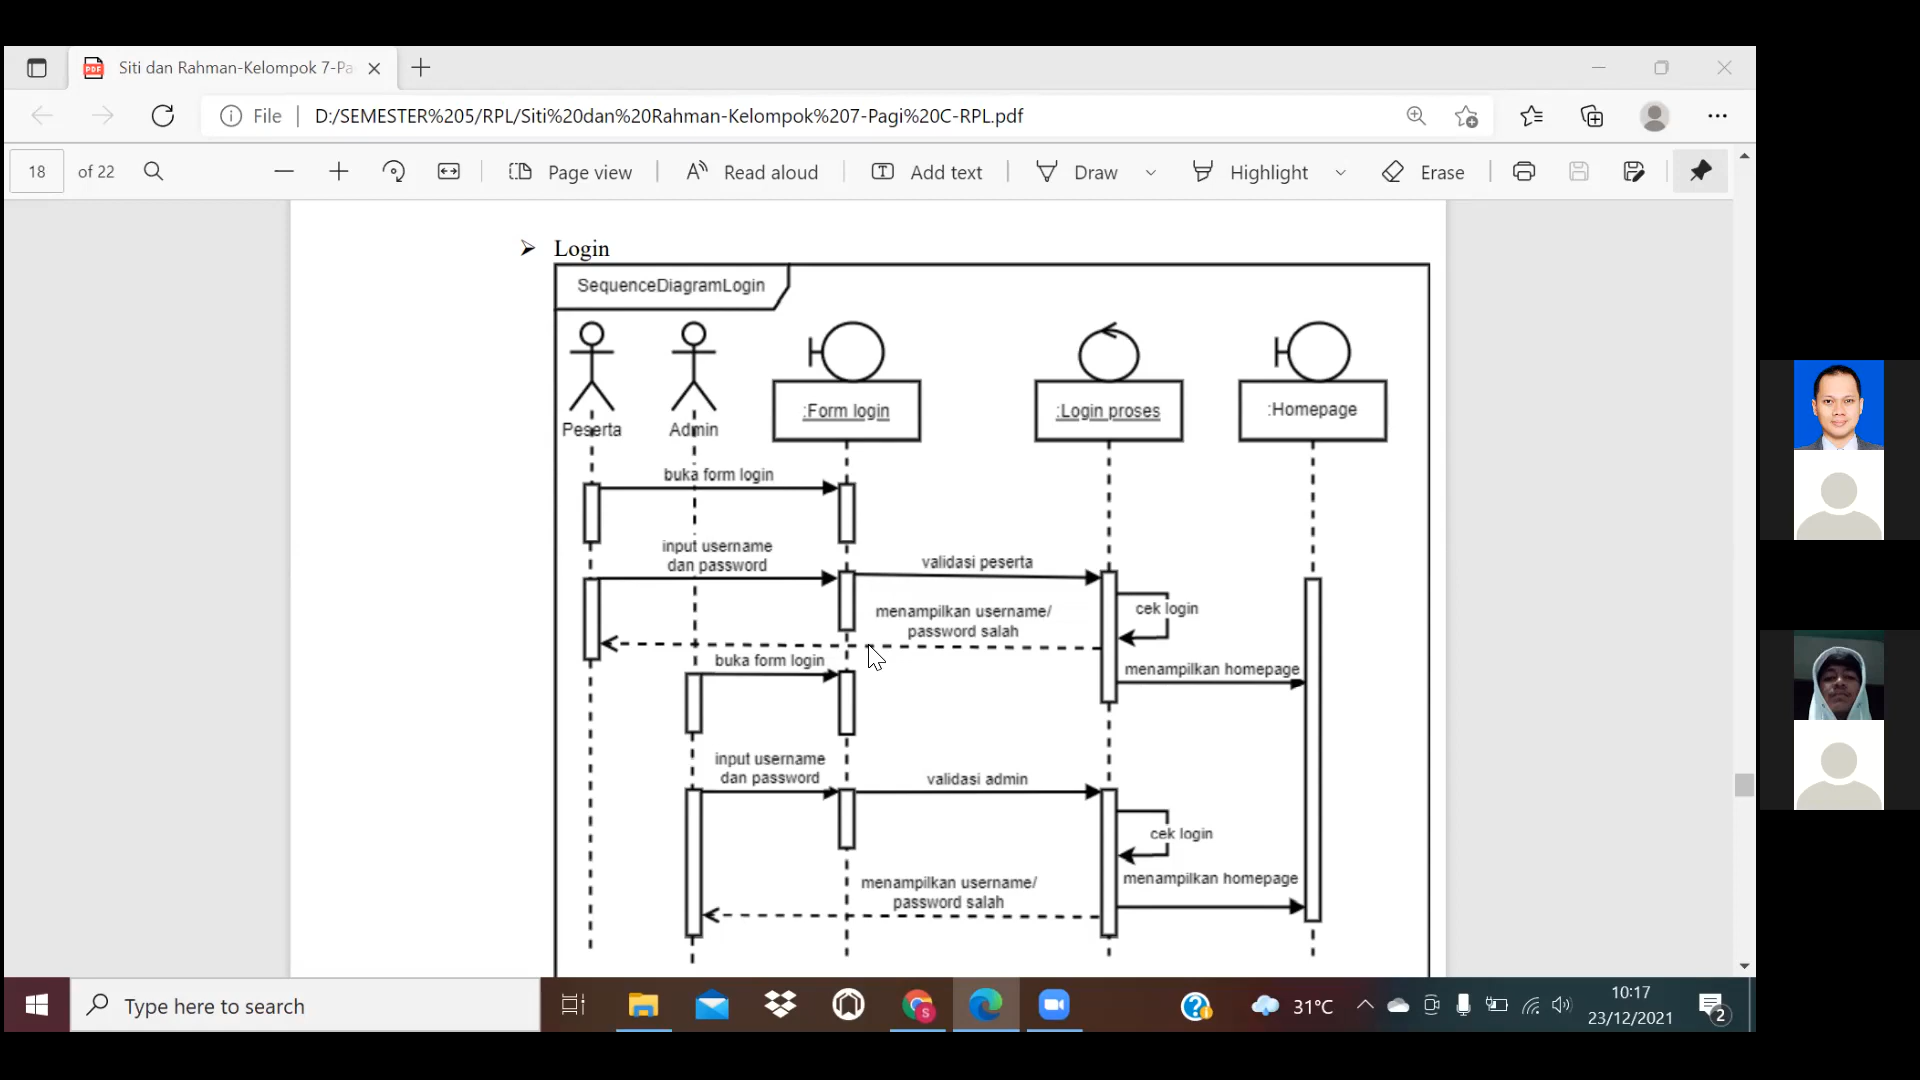 Siti dan Rahman-Kelompok 7-Pa
File
D:/SEMESTER%205/RPL/Siti%20dan%20Rahman-Kelompok%207-Pagi%20C-RPL.pdf
18 of 22
Page view
Read aloud
Add text
Draw
Highlight
Erase
Login
SequenceDiagramLogin
Peserta
Admin
:Form login
:Login proses
:Homepage
buka form login
input username
dan password
validasi peserta
cek login
menampilkan username/
password salah
buka form login
menampilkan homepage
input username
dan password
validasi admin
cek login
menampilkan homepage
menampilkan username/
password salah
Type here to search
31°C
10:17
23/12/2021
2